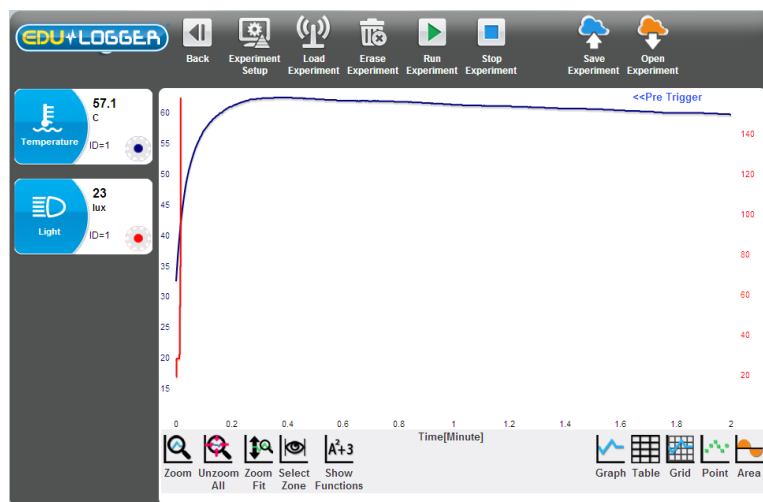 EDU LOGGER
Back
Experiment Setup
Load Experiment
Erase Experiment
Run Experiment
Stop Experiment
Save Experiment
Open Experiment
57.1
C
Temperature
ID=1
23
lux
Light
ID=1
<<Pre Trigger
60
55
50
45
40
35
30
25
20
15
140
120
100
80
60
40
20
0 0.2 0.4 0.6 0.8 1 1.2 1.4 1.6 1.8 2
Time[Minute]
A²+3
Zoom
Unzoom All
Zoom Fit
Select Zone
Show Functions
Graph
Table
Grid
Point
Area